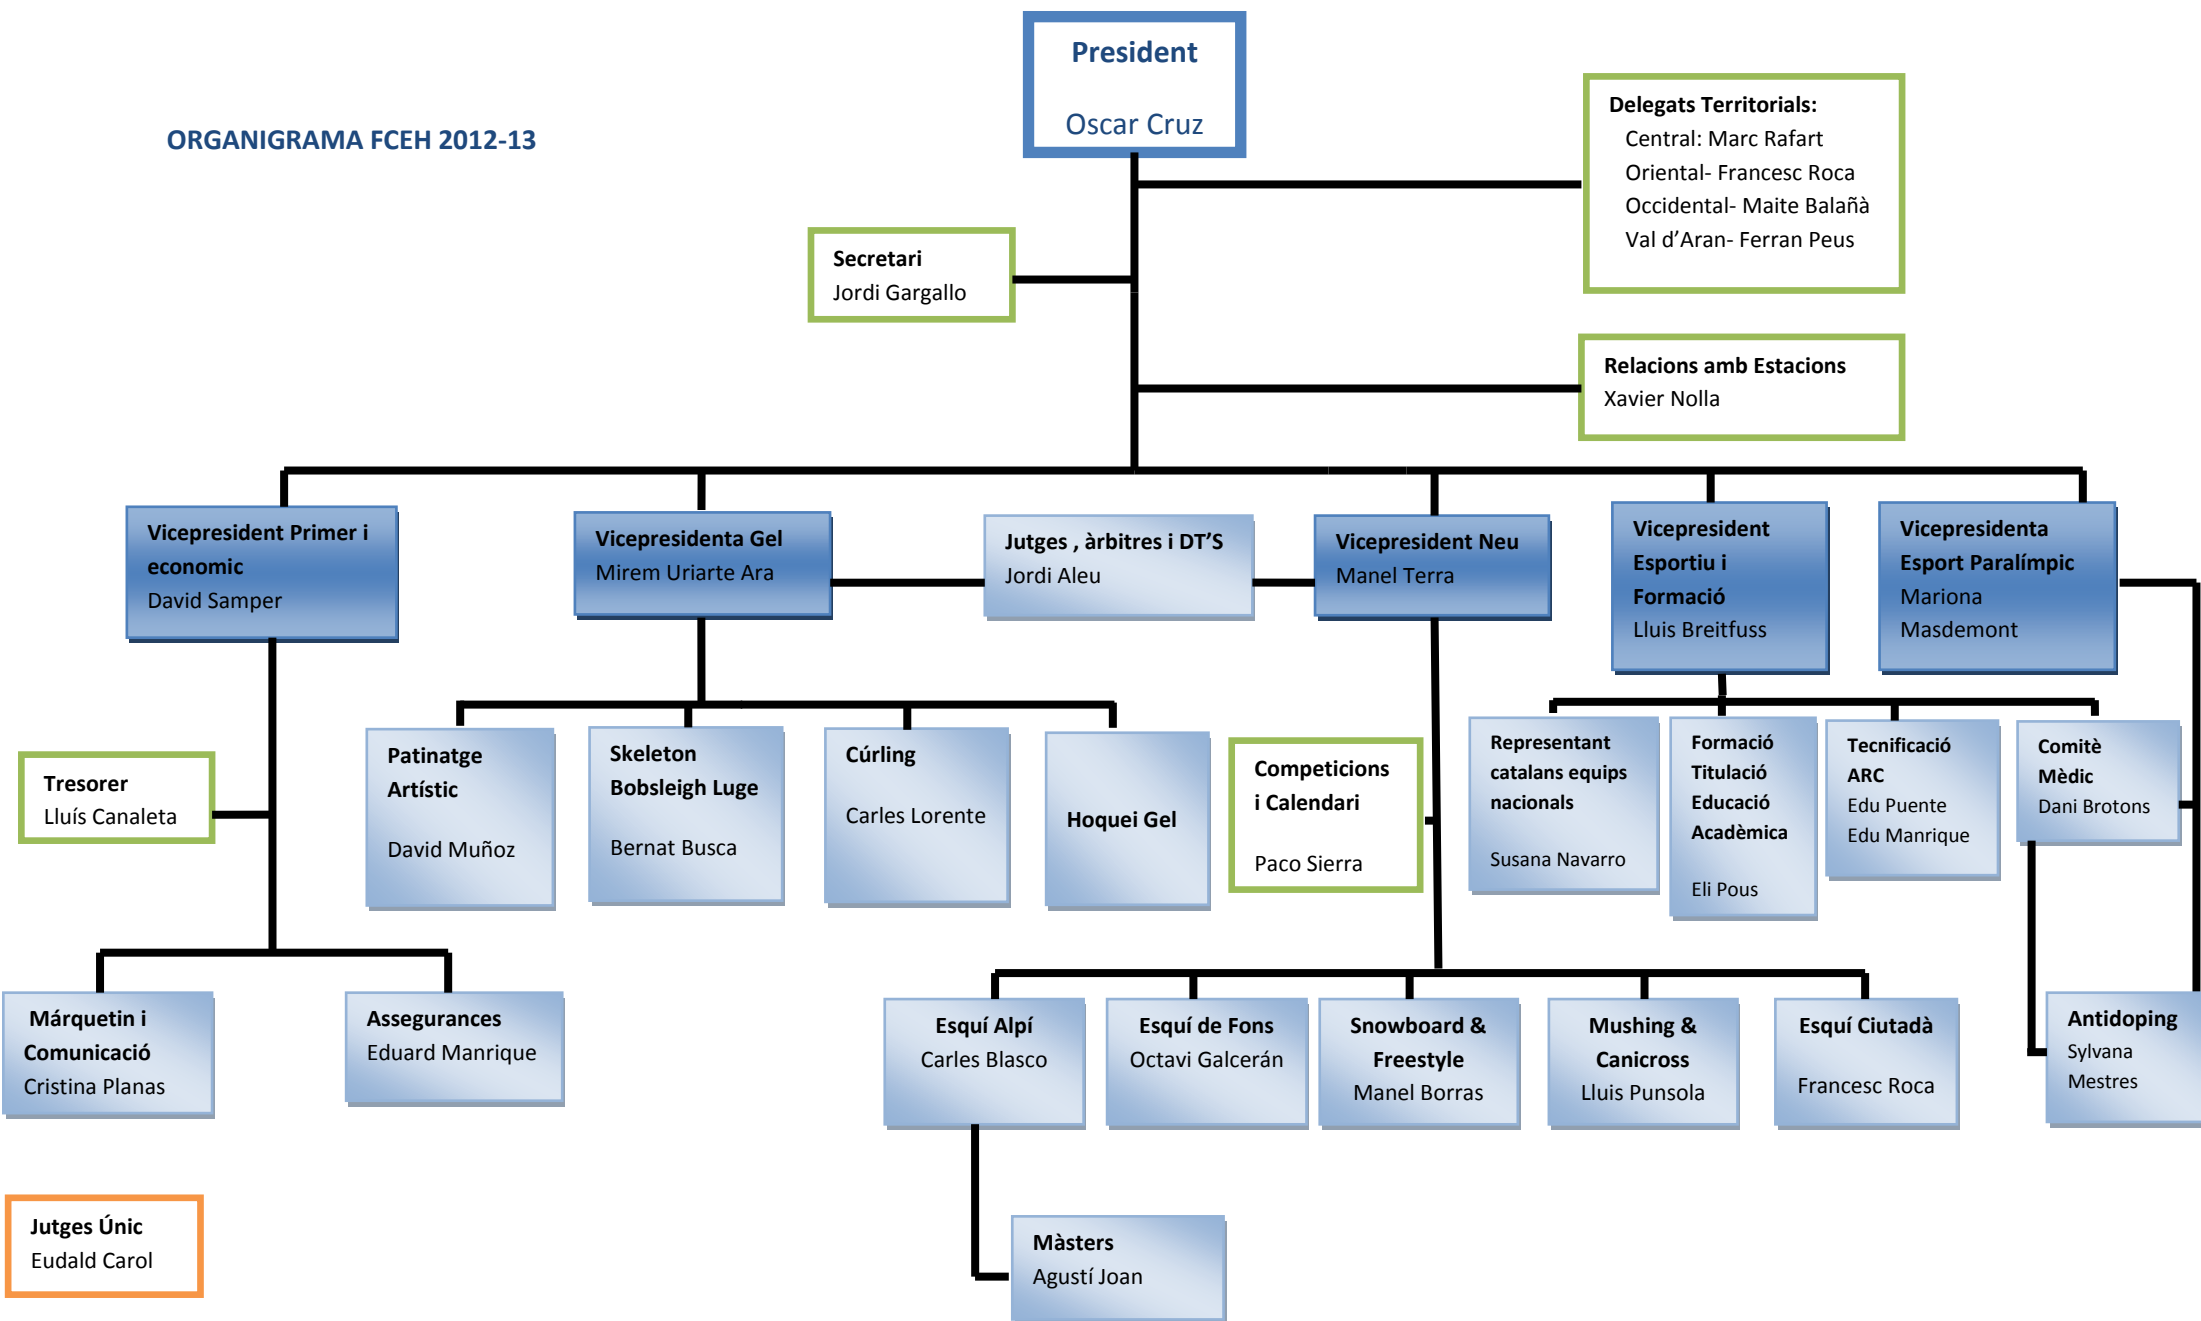 President
Oscar Cruz
ORGANIGRAMA FCEH 2012-13
Delegats Territorials:
Central: Marc Rafart
Oriental- Francesc Roca
Occidental- Maite Balañà
Val d’Aran- Ferran Peus
Secretari
Jordi Gargallo
Relacions amb Estacions
Xavier Nolla
Vicepresident Primer i
economic
David Samper
Vicepresidenta Gel
Mirem Uriarte Ara
Jutges , àrbitres i DT’S
Jordi Aleu
Vicepresident Neu
Manel Terra
Vicepresident
Esportiu i
Formació
Lluis Breitfuss
Vicepresidenta
Esport Paralímpic
Mariona
Masdemont
Tresorer
Lluís Canaleta
Patinatge
Artístic
David Muñoz
Skeleton
Bobsleigh Luge
Bernat Busca
Cúrling
Carles Lorente
Hoquei Gel
Competicions
i Calendari
Paco Sierra
Representant
catalans equips
nacionals
Susana Navarro
Formació
Titulació
Educació
Acadèmica
Eli Pous
Tecnificació
ARC
Edu Puente
Edu Manrique
Comitè
Mèdic
Dani Brotons
Márquetin i
Comunicació
Cristina Planas
Assegurances
Eduard Manrique
Esquí Alpí
Carles Blasco
Esquí de Fons
Octavi Galcerán
Snowboard &
Freestyle
Manel Borras
Mushing &
Canicross
Lluis Punsola
Esquí Ciutadà
Francesc Roca
Antidoping
Sylvana
Mestres
Jutges Únic
Eudald Carol
Màsters
Agustí Joan